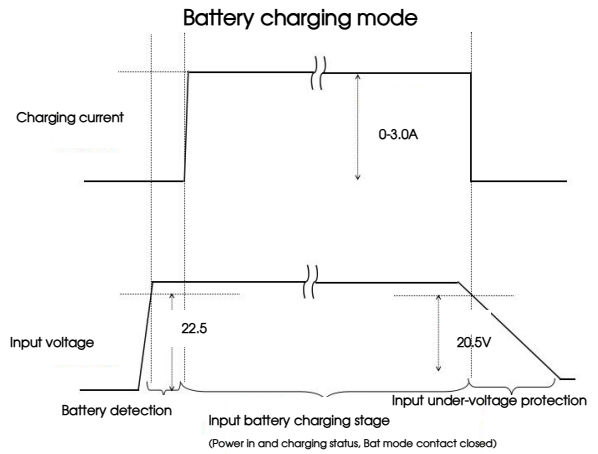 Battery charging mode
Charging current
0-3.0A
22.5
Input voltage
20.5V
Battery detection
Input under-voltage protection
Input battery charging stage
(Power in and charging status, Bat mode contact closed)